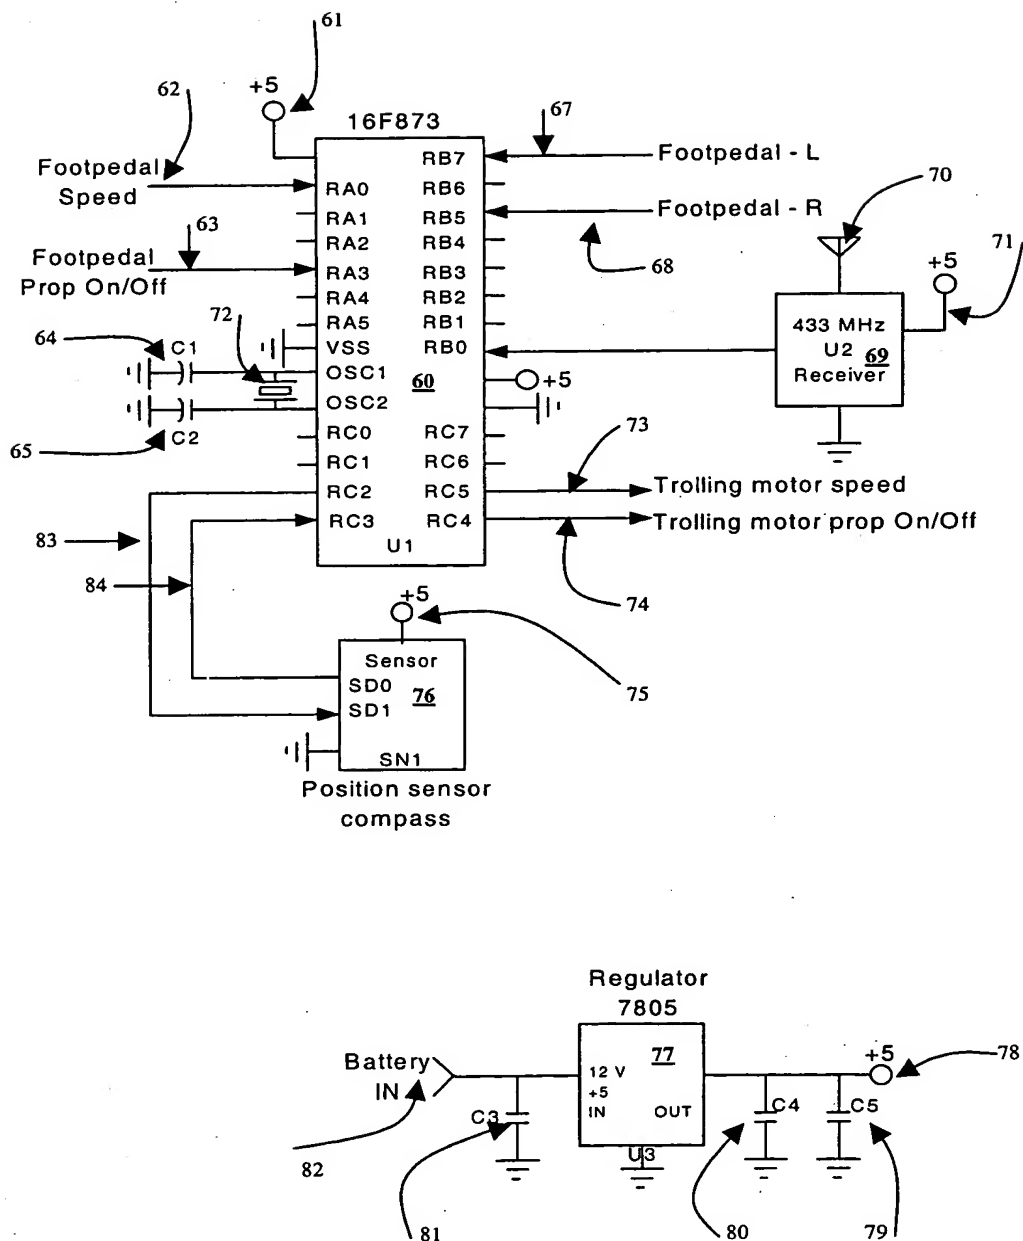 61
+5
62
16F873
67
Footpedal
Speed
RA0
RB7
Footpedal - L
RB6
RA1
RB5
Footpedal - R
70
63
RA2
RB4
68
71
+5
Footpedal
Prop On/Off
RA3
RB3
RA4
RB2
72
RA5
RB1
64
C1
VSS
RB0
433 MHz
U2
69
Receiver
OSC1
60
+5
OSC2
65
C2
RC0
RC7
73
RC1
RC6
RC2
RC5
Trolling motor speed
83
RC3
RC4
Trolling motor prop On/Off
U1
84
+5
74
Sensor
SD0
76
75
SD1
SN1
Position sensor
compass
Regulator
7805
77
+5
78
Battery
IN
12 V
+5
IN
OUT
C3
C4
C5
U3
82
81
80
79